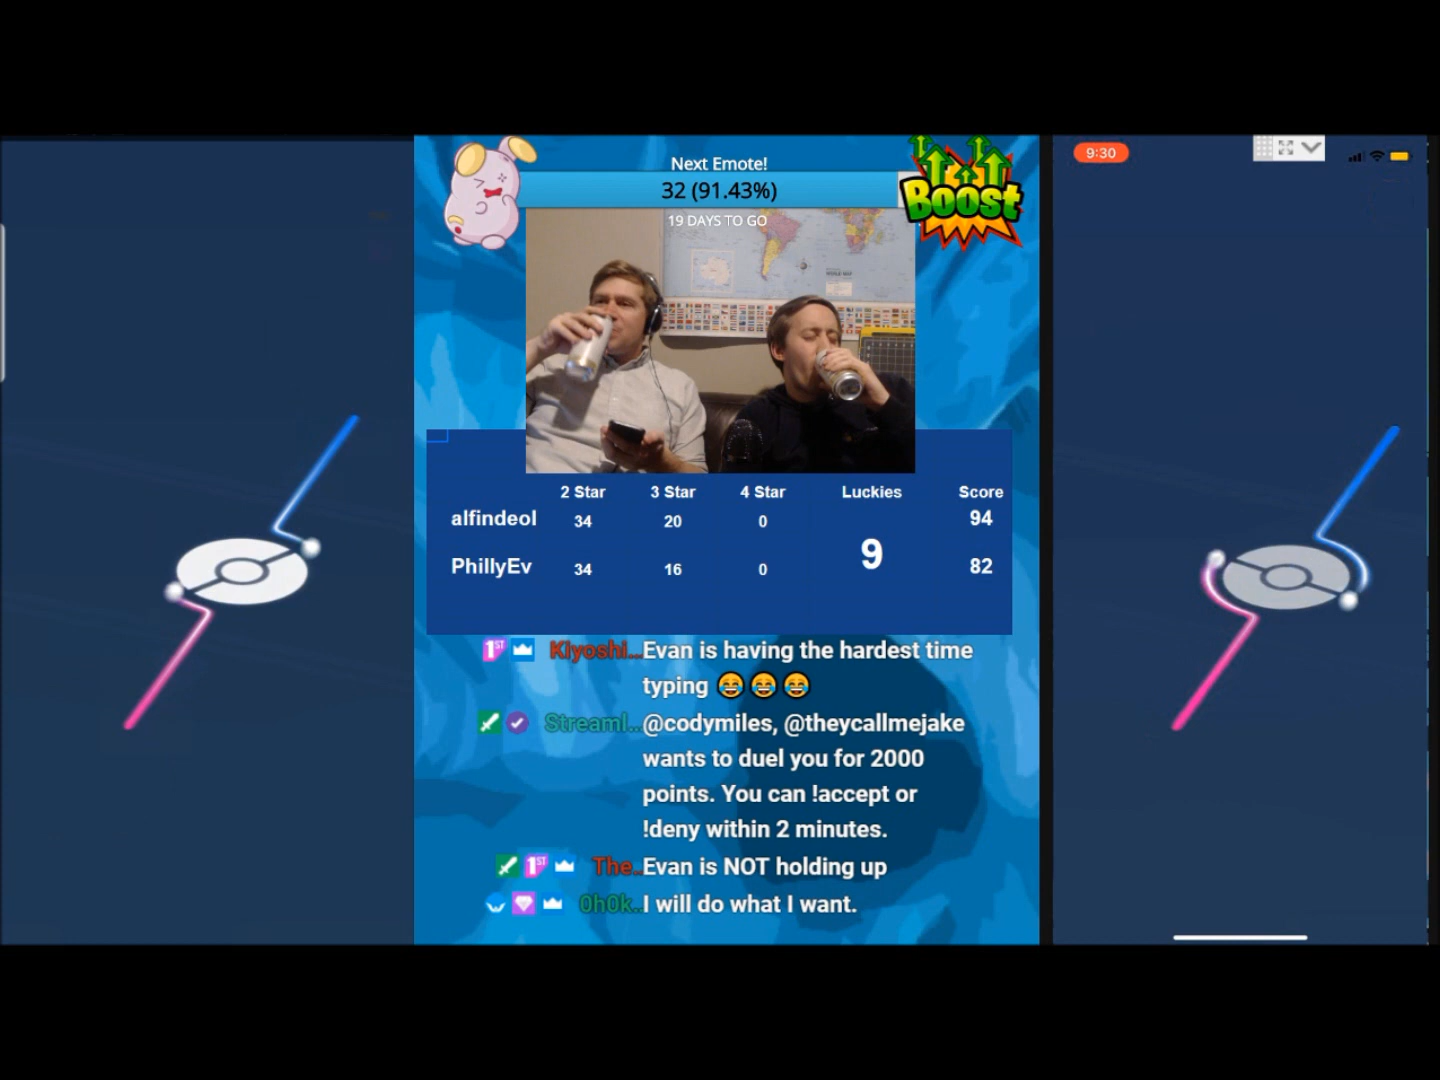 Next Emote!
32 (91.43%)
19 DAYS TO GO
Boost
9:30
2 Star 3 Star 4 Star Luckies Score
alfindeol 34 20 0 94
9
PhillyEv 34 16 0 82
1ST Kiyoshi... Evan is having the hardest time
typing 😂 😂 😂
Streaml... @codymiles, @theycallmejake
wants to duel you for 2000
points. You can !accept or
!deny within 2 minutes.
1ST The.. Evan is NOT holding up
0h0k.. I will do what I want.